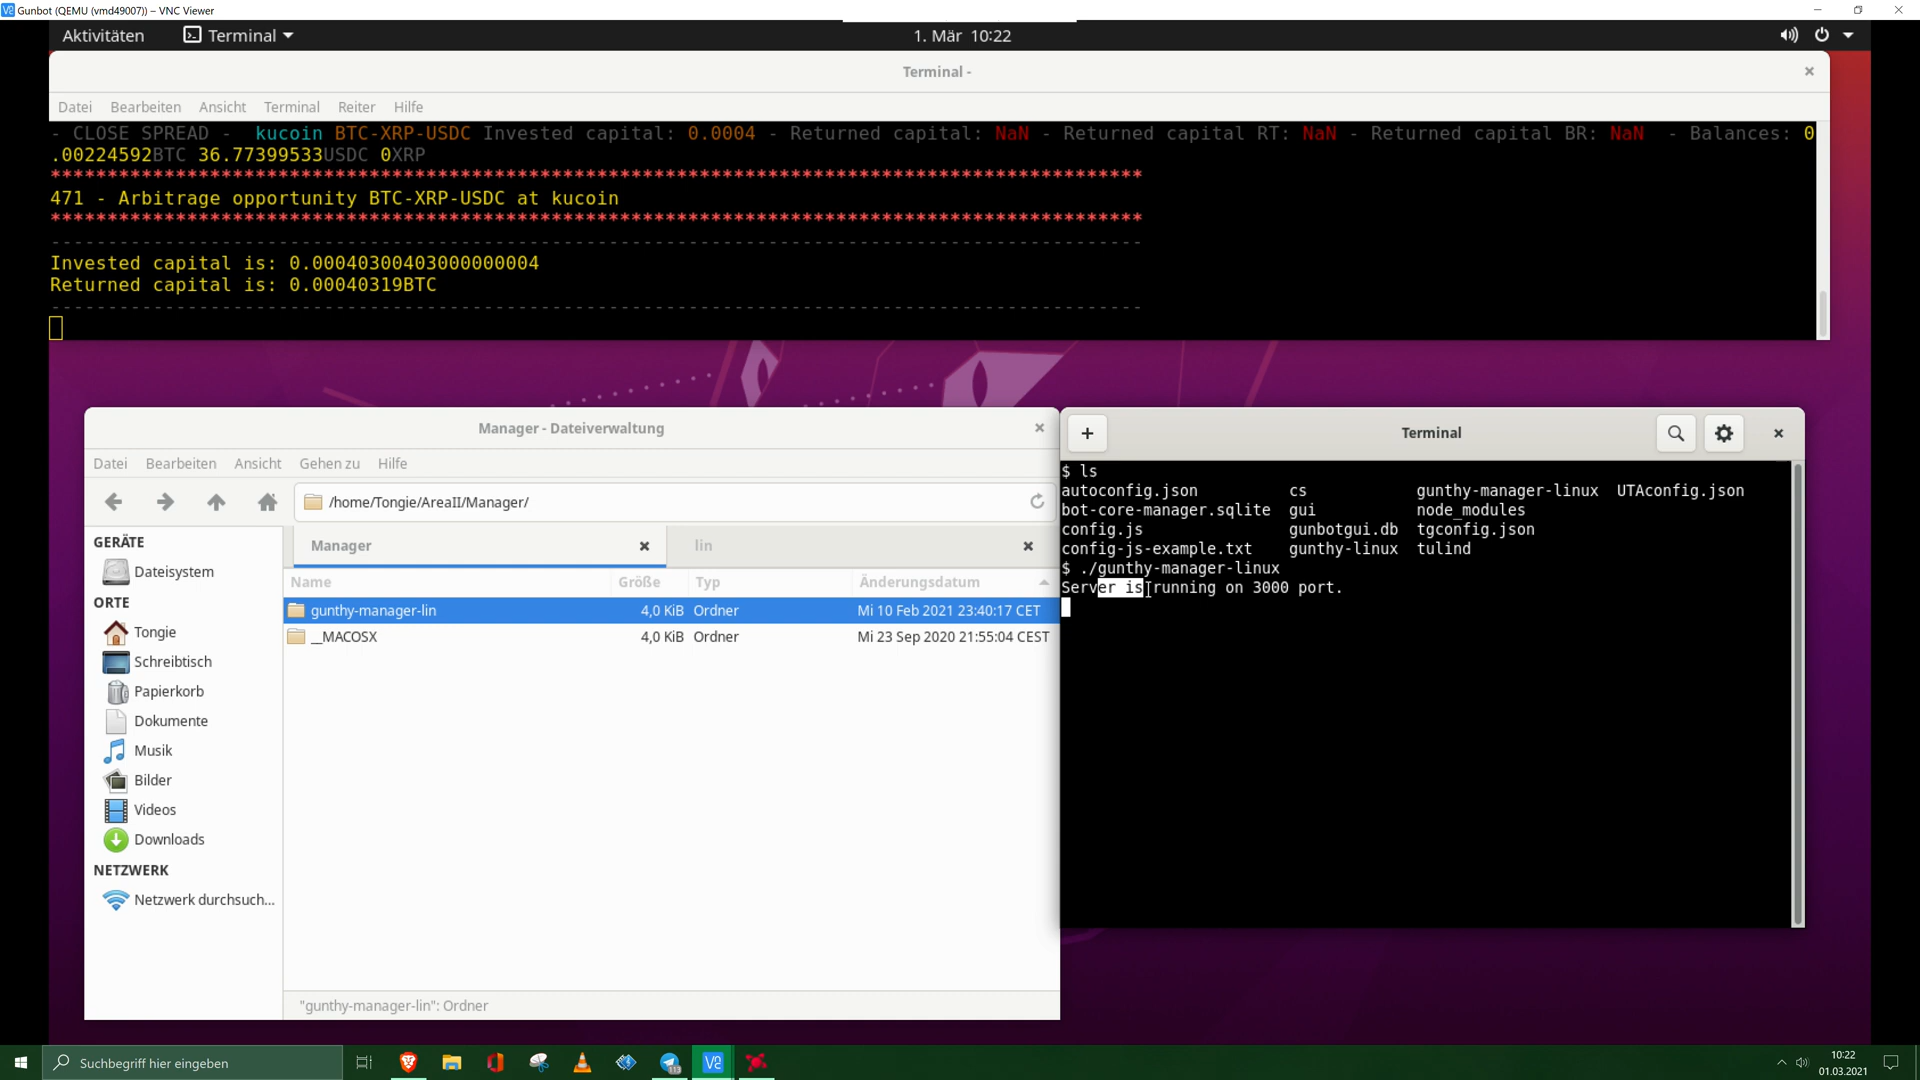 Gunbot (QEMU (vmd49007)) – VNC Viewer
Aktivitäten Terminal 1. Mär 10:22
Terminal -
Datei Bearbeiten Ansicht Terminal Reiter Hilfe
- CLOSE SPREAD - kucoin BTC-XRP-USDC Invested capital: 0.0004 - Returned capital: NaN - Returned capital RT: NaN - Returned capital BR: NaN - Balances: 0
.00224592BTC 36.77399533USDC 0XRP
************************************************************************************************
471 - Arbitrage opportunity BTC-XRP-USDC at kucoin
************************************************************************************************
------------------------------------------------------------------------------------------------
Invested capital is: 0.00040300403000000004
Returned capital is: 0.00040319BTC
------------------------------------------------------------------------------------------------
Manager - Dateiverwaltung
Datei Bearbeiten Ansicht Gehen zu Hilfe
/home/Tongie/AreaII/Manager/
GERÄTE
Dateisystem
ORTE
Tongie
Schreibtisch
Papierkorb
Dokumente
Musik
Bilder
Videos
Downloads
NETZWERK
Netzwerk durchsuch...
Manager lin
Name Größe Typ Änderungsdatum
gunthy-manager-lin 4,0 KiB Ordner Mi 10 Feb 2021 23:40:17 CET
__MACOSX 4,0 KiB Ordner Mi 23 Sep 2020 21:55:04 CEST
"gunthy-manager-lin": Ordner
Terminal
$ ls
autoconfig.json cs gunthy-manager-linux UTAconfig.json
bot-core-manager.sqlite gui node_modules
config.js gunbotgui.db tgconfig.json
config-js-example.txt gunthy-linux tulind
$ ./gunthy-manager-linux
Server is running on 3000 port.
Suchbegriff hier eingeben
113
10:22
01.03.2021